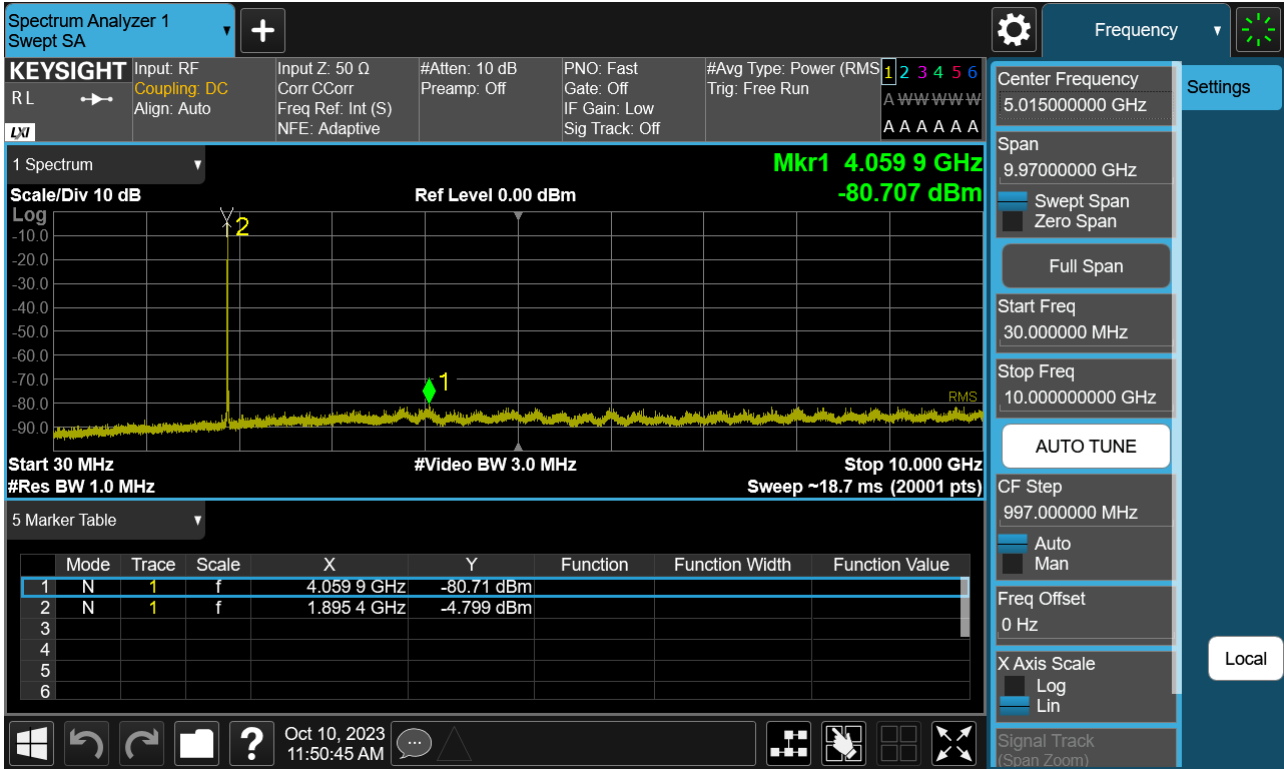 Spectrum Analyzer 1
Swept SA
Frequency
KEYSIGHT
R L
LXI
Input: RF
Coupling: DC
Align: Auto
Input Z: 50 Ω
Corr CCorr
Freq Ref: Int (S)
NFE: Adaptive
#Atten: 10 dB
Preamp: Off
PNO: Fast
Gate: Off
IF Gain: Low
Sig Track: Off
#Avg Type: Power (RMS
Trig: Free Run
1 2 3 4 5 6
A W W W W W
A A A A A A
1 Spectrum
Mkr1 4.059 9 GHz
-80.707 dBm
Scale/Div 10 dB
Ref Level 0.00 dBm
Log
-10.0
-20.0
-30.0
-40.0
-50.0
-60.0
-70.0
-80.0
-90.0
2
1
RMS
Start 30 MHz
#Video BW 3.0 MHz
Stop 10.000 GHz
#Res BW 1.0 MHz
Sweep ~18.7 ms (20001 pts)
5 Marker Table
Mode Trace Scale X Y Function Function Width Function Value
1 N 1 f 4.059 9 GHz -80.71 dBm
2 N 1 f 1.895 4 GHz -4.799 dBm
3
4
5
6
Oct 10, 2023
11:50:45 AM
Center Frequency
5.015000000 GHz
Span
9.97000000 GHz
Swept Span
Zero Span
Full Span
Start Freq
30.000000 MHz
Stop Freq
10.000000000 GHz
AUTO TUNE
CF Step
997.000000 MHz
Auto
Man
Freq Offset
0 Hz
X Axis Scale
Log
Lin
Signal Track
(Span Zoom)
Settings
Local